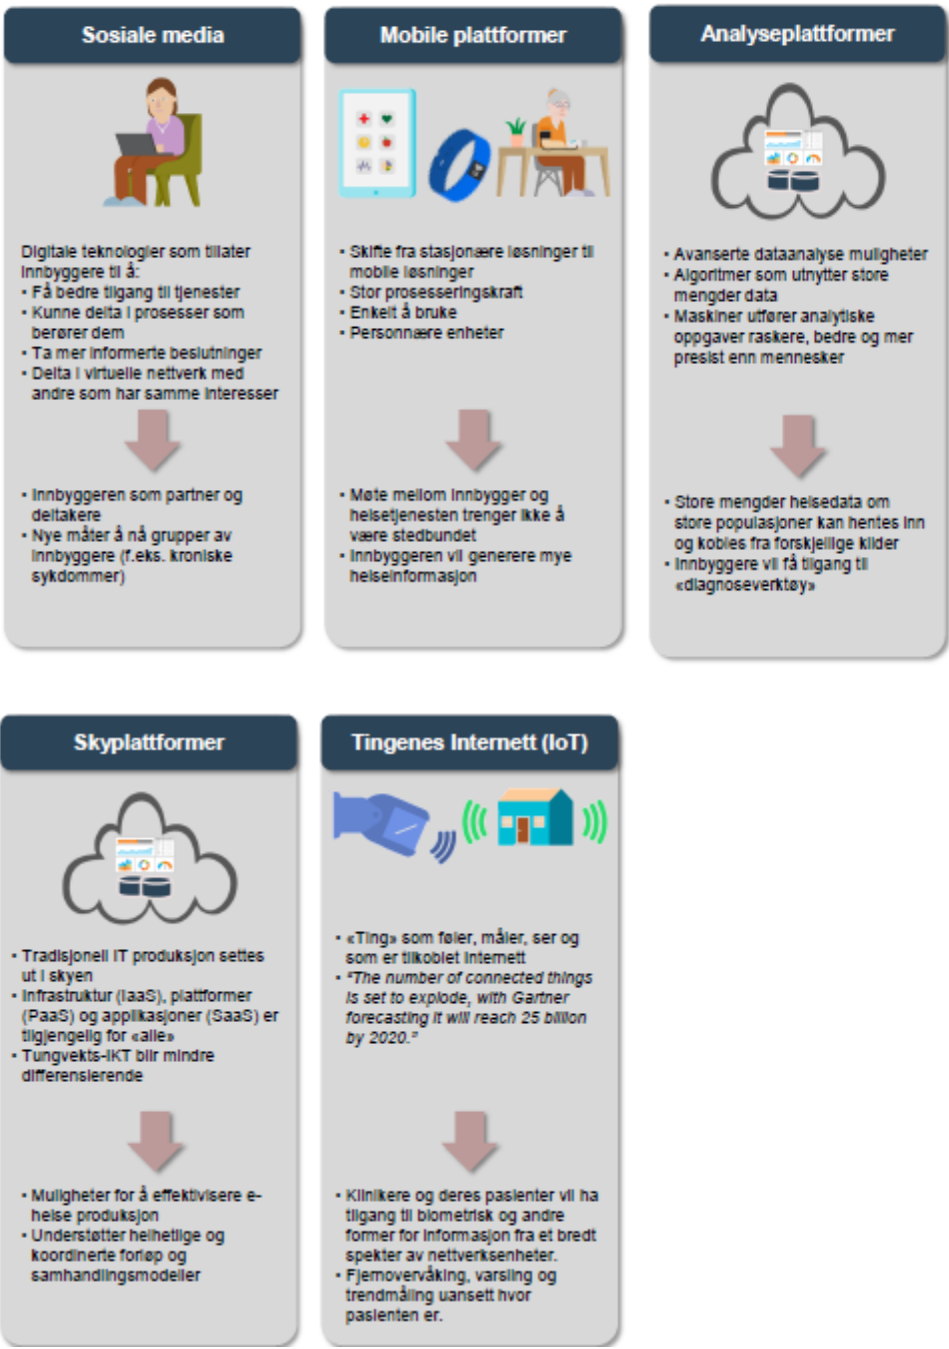 Sosiale media
Digitale teknologier som tillater
innbyggere til å:
▪ Få bedre tilgang til tjenester
▪ Kunne delta i prosesser som
berører dem
▪ Ta mer informerte beslutninger
▪ Delta i virtuelle nettverk med
andre som har samme interesser
▪ Innbyggeren som partner og
deltakere
▪ Nye måter å nå grupper av
innbyggere (f.eks. kroniske
sykdommer)
Mobile plattformer
▪ Skifte fra stasjonære løsninger til
mobile løsninger
▪ Stor prosesseringskraft
▪ Enkelt å bruke
▪ Personnære enheter
▪ Møte mellom innbygger og
helsetjenesten trenger ikke å
være stedbundet
▪ Innbyggeren vil generere mye
helseinformasjon
Analyseplattformer
▪ Avanserte dataanalyse muligheter
▪ Algoritmer som utnytter store
mengder data
▪ Maskiner utfører analytiske
oppgaver raskere, bedre og mer
presist enn mennesker
▪ Store mengder helsedata om
store populasjoner kan hentes inn
og kobles fra forskjellige kilder
▪ Innbyggere vil få tilgang til
«diagnoseverktøy»
Skyplattformer
▪ Tradisjonell IT produksjon settes
ut i skyen
▪ Infrastruktur (IaaS), plattformer
(PaaS) og applikasjoner (SaaS) er
tilgjengelig for «alle»
▪ Tungvekts-IKT blir mindre
differensierende
▪ Muligheter for å effektivisere e-
helse produksjon
▪ Understøtter helhetlige og
koordinerte forløp og
samhandlingsmodeller
Tingenes Internett (IoT)
▪ «Ting» som føler, måler, ser og
som er tilkoblet internett
▪ "The number of connected things
is set to explode, with Gartner
forecasting it will reach 25 billion
by 2020."
▪ Klinikere og deres pasienter vil ha
tilgang til biometrisk og andre
former for informasjon fra et bredt
spekter av nettverksenheter.
▪ Fjernovervåking, varsling og
trendmåling uansett hvor
pasienten er.